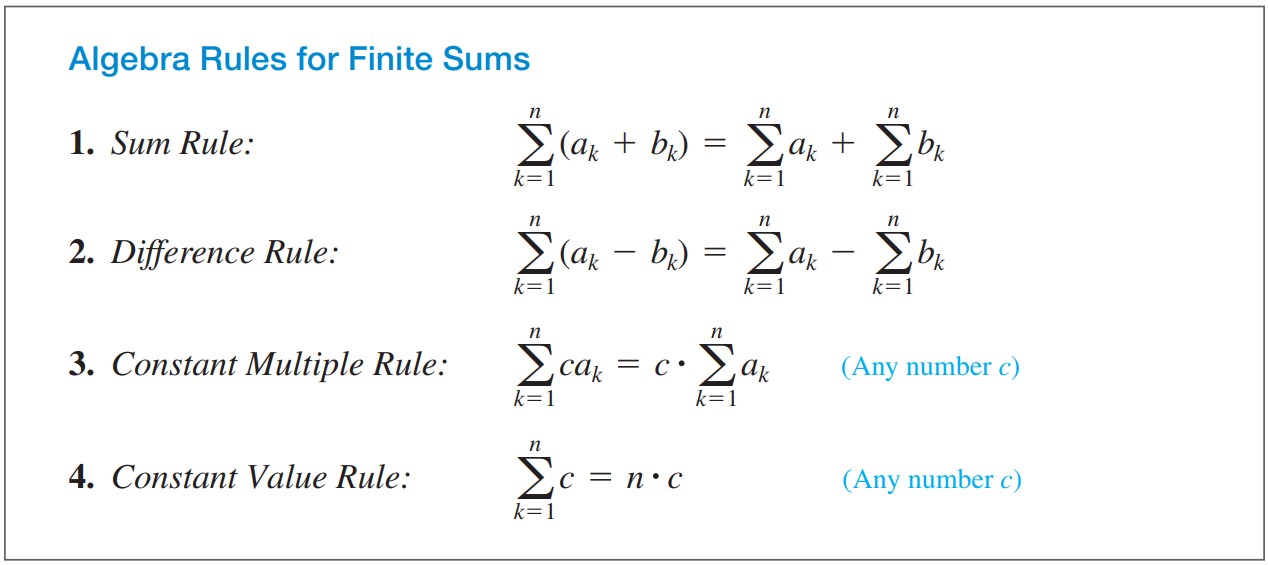 Algebra Rules for Finite Sums
1. Sum Rule: $\sum_{k=1}^{n}(a_k + b_k) = \sum_{k=1}^{n} a_k + \sum_{k=1}^{n} b_k$
2. Difference Rule: $\sum_{k=1}^{n}(a_k - b_k) = \sum_{k=1}^{n} a_k - \sum_{k=1}^{n} b_k$
3. Constant Multiple Rule: $\sum_{k=1}^{n} ca_k = c \cdot \sum_{k=1}^{n} a_k$ (Any number c)
4. Constant Value Rule: $\sum_{k=1}^{n} c = n \cdot c$ (Any number c)